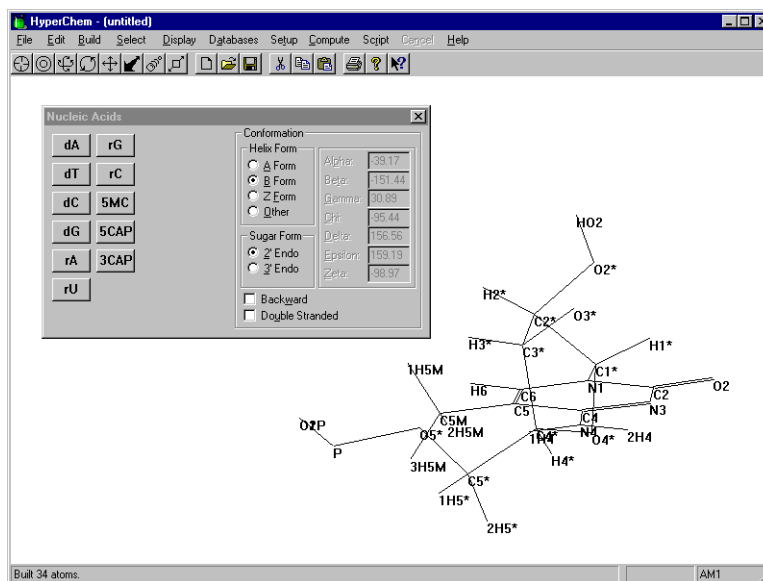 HyperChem - (untitled)
File Edit Build Select Display Databases Setup Compute Script Cancel Help
Nucleic Acids
dA rG
dT rC
dC 5MC
dG 5CAP
rA 3CAP
rU
Conformation
Helix Form
A Form
B Form
Z Form
Other
Sugar Form
2' Endo
3' Endo
Alpha: -39.17
Beta: -151.44
Gamma: 30.89
Chi: -95.44
Delta: 156.56
Epsilon: 159.19
Zeta: -98.97
Backward
Double Stranded
HO2
O2*
H2*
O3*
C2*
H3*
C3*
H1*
1H5M
C1*
H6
N1
O2
C6
C2
C5
N3
C5M
C4
O2P
2H5M
O5*
1H4
C4*
N4
O4*
2H4
P
H4*
3H5M
C5*
1H5*
2H5*
Built 34 atoms.
AM1